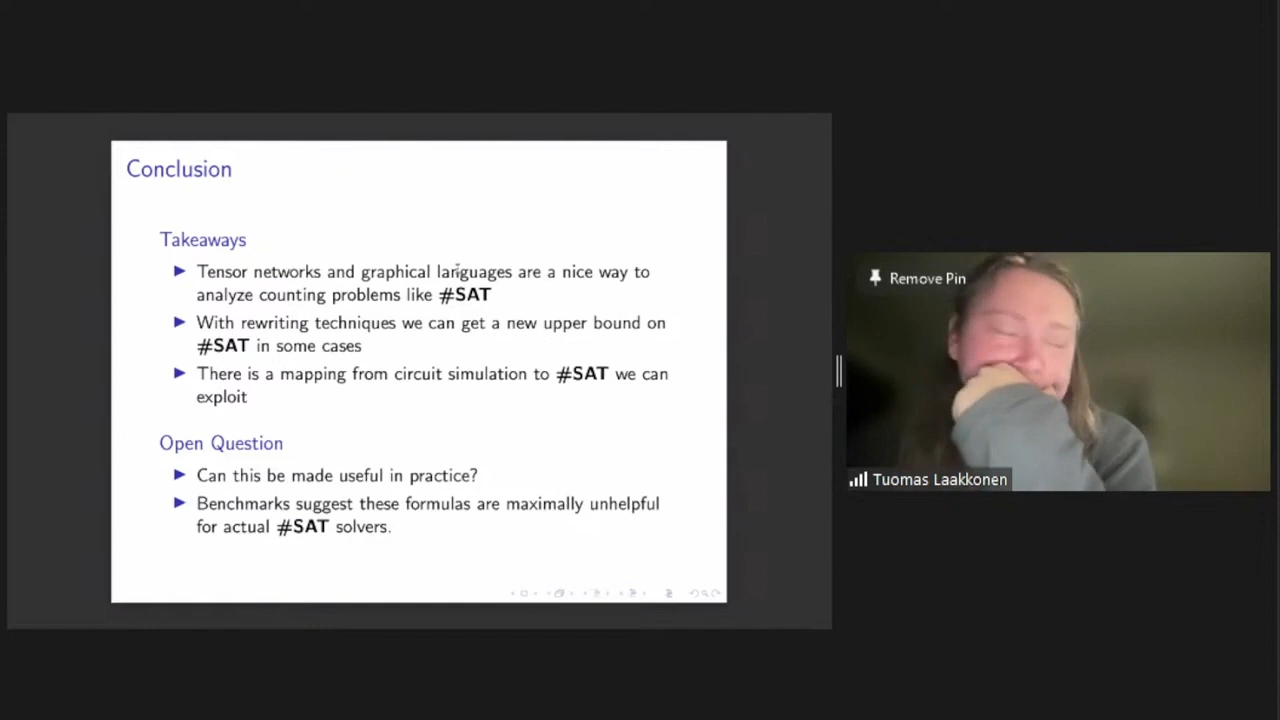 Conclusion
Takeaways
Tensor networks and graphical languages are a nice way to
analyze counting problems like #SAT
With rewriting techniques we can get a new upper bound on
#SAT in some cases
There is a mapping from circuit simulation to #SAT we can
exploit
Open Question
Can this be made useful in practice?
Benchmarks suggest these formulas are maximally unhelpful
for actual #SAT solvers.
Remove Pin
Tuomas Laakkonen